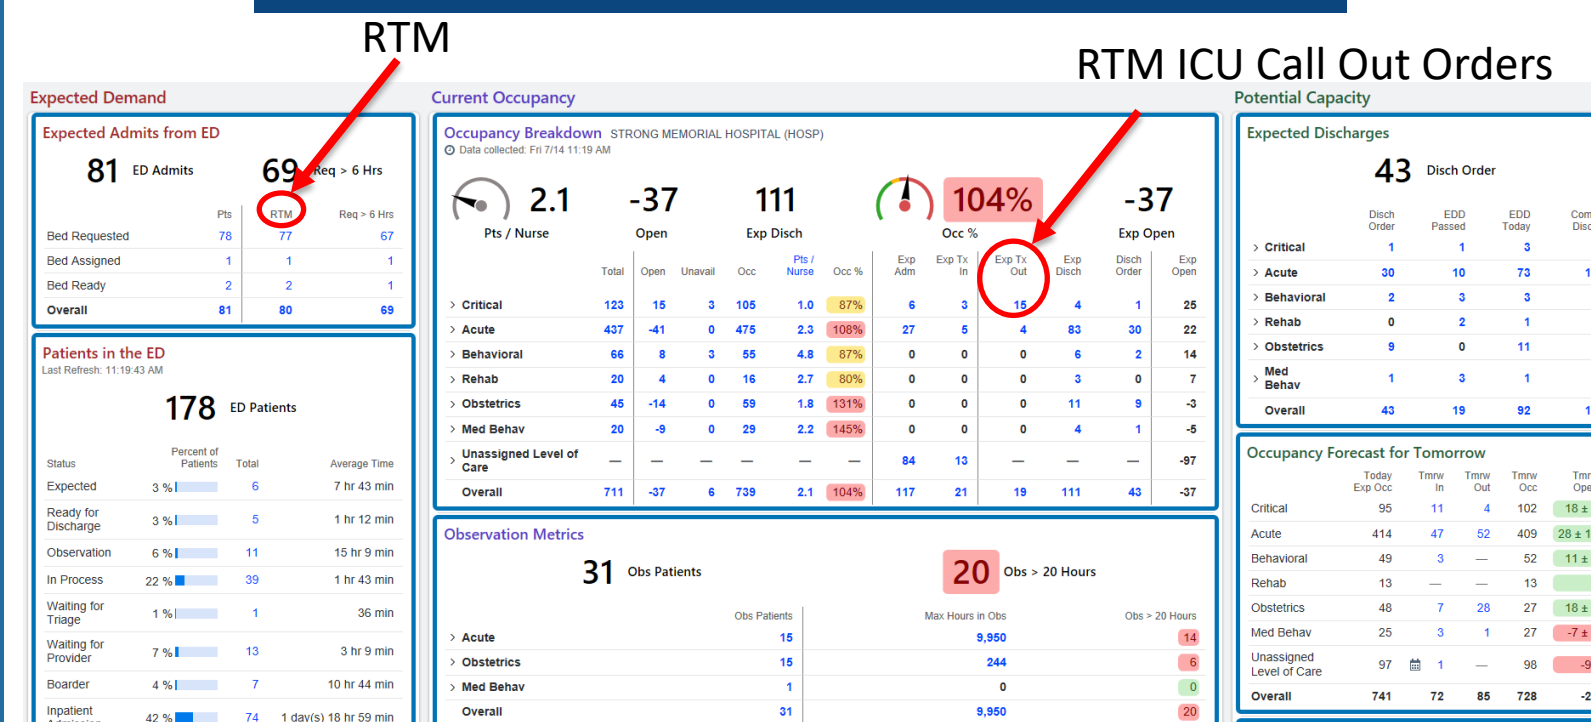 RTM
RTM ICU Call Out Orders
Expected Demand
Expected Admits from ED
81 ED Admits 69 Req > 6 Hrs
Pts RTM Req > 6 Hrs
Bed Requested 78 77 67
Bed Assigned 1 1 1
Bed Ready 2 2 1
Overall 81 80 69
Patients in the ED
Last Refresh: 11:19:43 AM
178 ED Patients
Status Percent of Patients Total Average Time
Expected 3 % 6 7 hr 43 min
Ready for Discharge 3 % 5 1 hr 12 min
Observation 6 % 11 15 hr 9 min
In Process 22 % 39 1 hr 43 min
Waiting for Triage 1 % 1 36 min
Waiting for Provider 7 % 13 3 hr 9 min
Boarder 4 % 7 10 hr 44 min
Inpatient 42 % 74 1 day(s) 18 hr 59 min
Current Occupancy
Occupancy Breakdown STRONG MEMORIAL HOSPITAL (HOSP)
Data collected: Fri 7/14 11:19 AM
2.1 -37 111 104% -37
Pts / Nurse Open Exp Disch Occ % Exp Open
Total Open Unavail Occ Pts / Nurse Occ % Exp Adm Exp Tx In Exp Tx Out Exp Disch Disch Order Exp Open
> Critical 123 15 3 105 1.0 87% 6 3 15 4 1 25
> Acute 437 -41 0 475 2.3 108% 27 5 4 83 30 22
> Behavioral 66 8 3 55 4.8 87% 0 0 0 6 2 14
> Rehab 20 4 0 16 2.7 80% 0 0 0 3 0 7
> Obstetrics 45 -14 0 59 1.8 131% 0 0 0 11 9 -3
> Med Behav 20 -9 0 29 2.2 145% 0 0 0 4 1 -5
> Unassigned Level of Care — — — — — — 84 13 — — — -97
Overall 711 -37 6 739 2.1 104% 117 21 19 111 43 -37
Observation Metrics
31 Obs Patients 20 Obs > 20 Hours
Obs Patients Max Hours in Obs Obs > 20 Hours
> Acute 15 9,950 14
> Obstetrics 15 244 6
> Med Behav 1 0 0
Overall 31 9,950 20
Potential Capacity
Expected Discharges
43 Disch Order
Disch Order EDD Passed EDD Today
> Critical 1 1 3
> Acute 30 10 73 1
> Behavioral 2 3 3
> Rehab 0 2 1
> Obstetrics 9 0 11
> Med Behav 1 3 1
Overall 43 19 92 1
Occupancy Forecast for Tomorrow
Today Exp Occ Tmrw In Tmrw Out Tmrw Occ
Critical 95 11 4 102 18 ±
Acute 414 47 52 409 28 ± 1
Behavioral 49 3 — 52 11 ±
Rehab 13 — — 13
Obstetrics 48 7 28 27 18 ±
Med Behav 25 3 1 27 -7 ±
Unassigned Level of Care 97 1 — 98 -9
Overall 741 72 85 728 -2